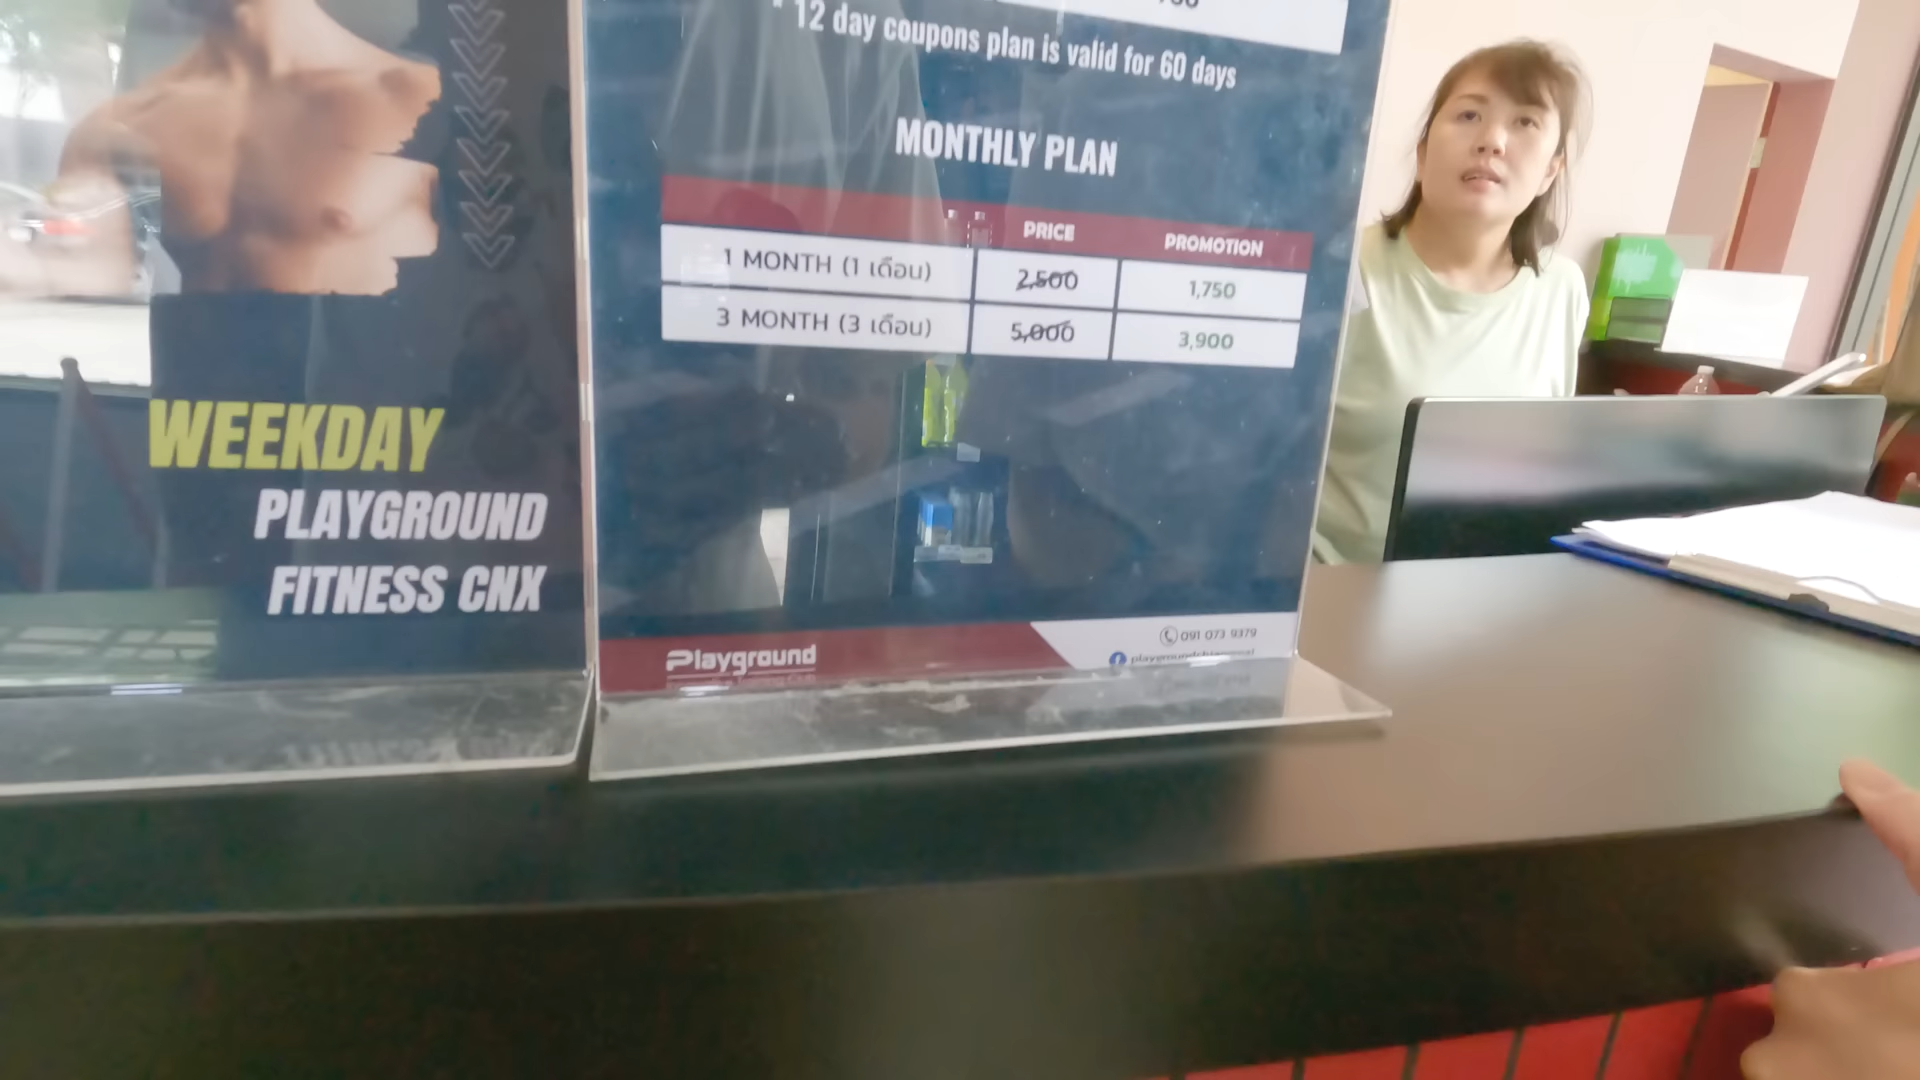 * 12 day coupons plan is valid for 60 days
MONTHLY PLAN
PRICE PROMOTION
1 MONTH (1 เดือน) 2,500 1,750
3 MONTH (3 เดือน) 5,000 3,900
WEEKDAY
PLAYGROUND
FITNESS CNX
Playground
091 073 9379